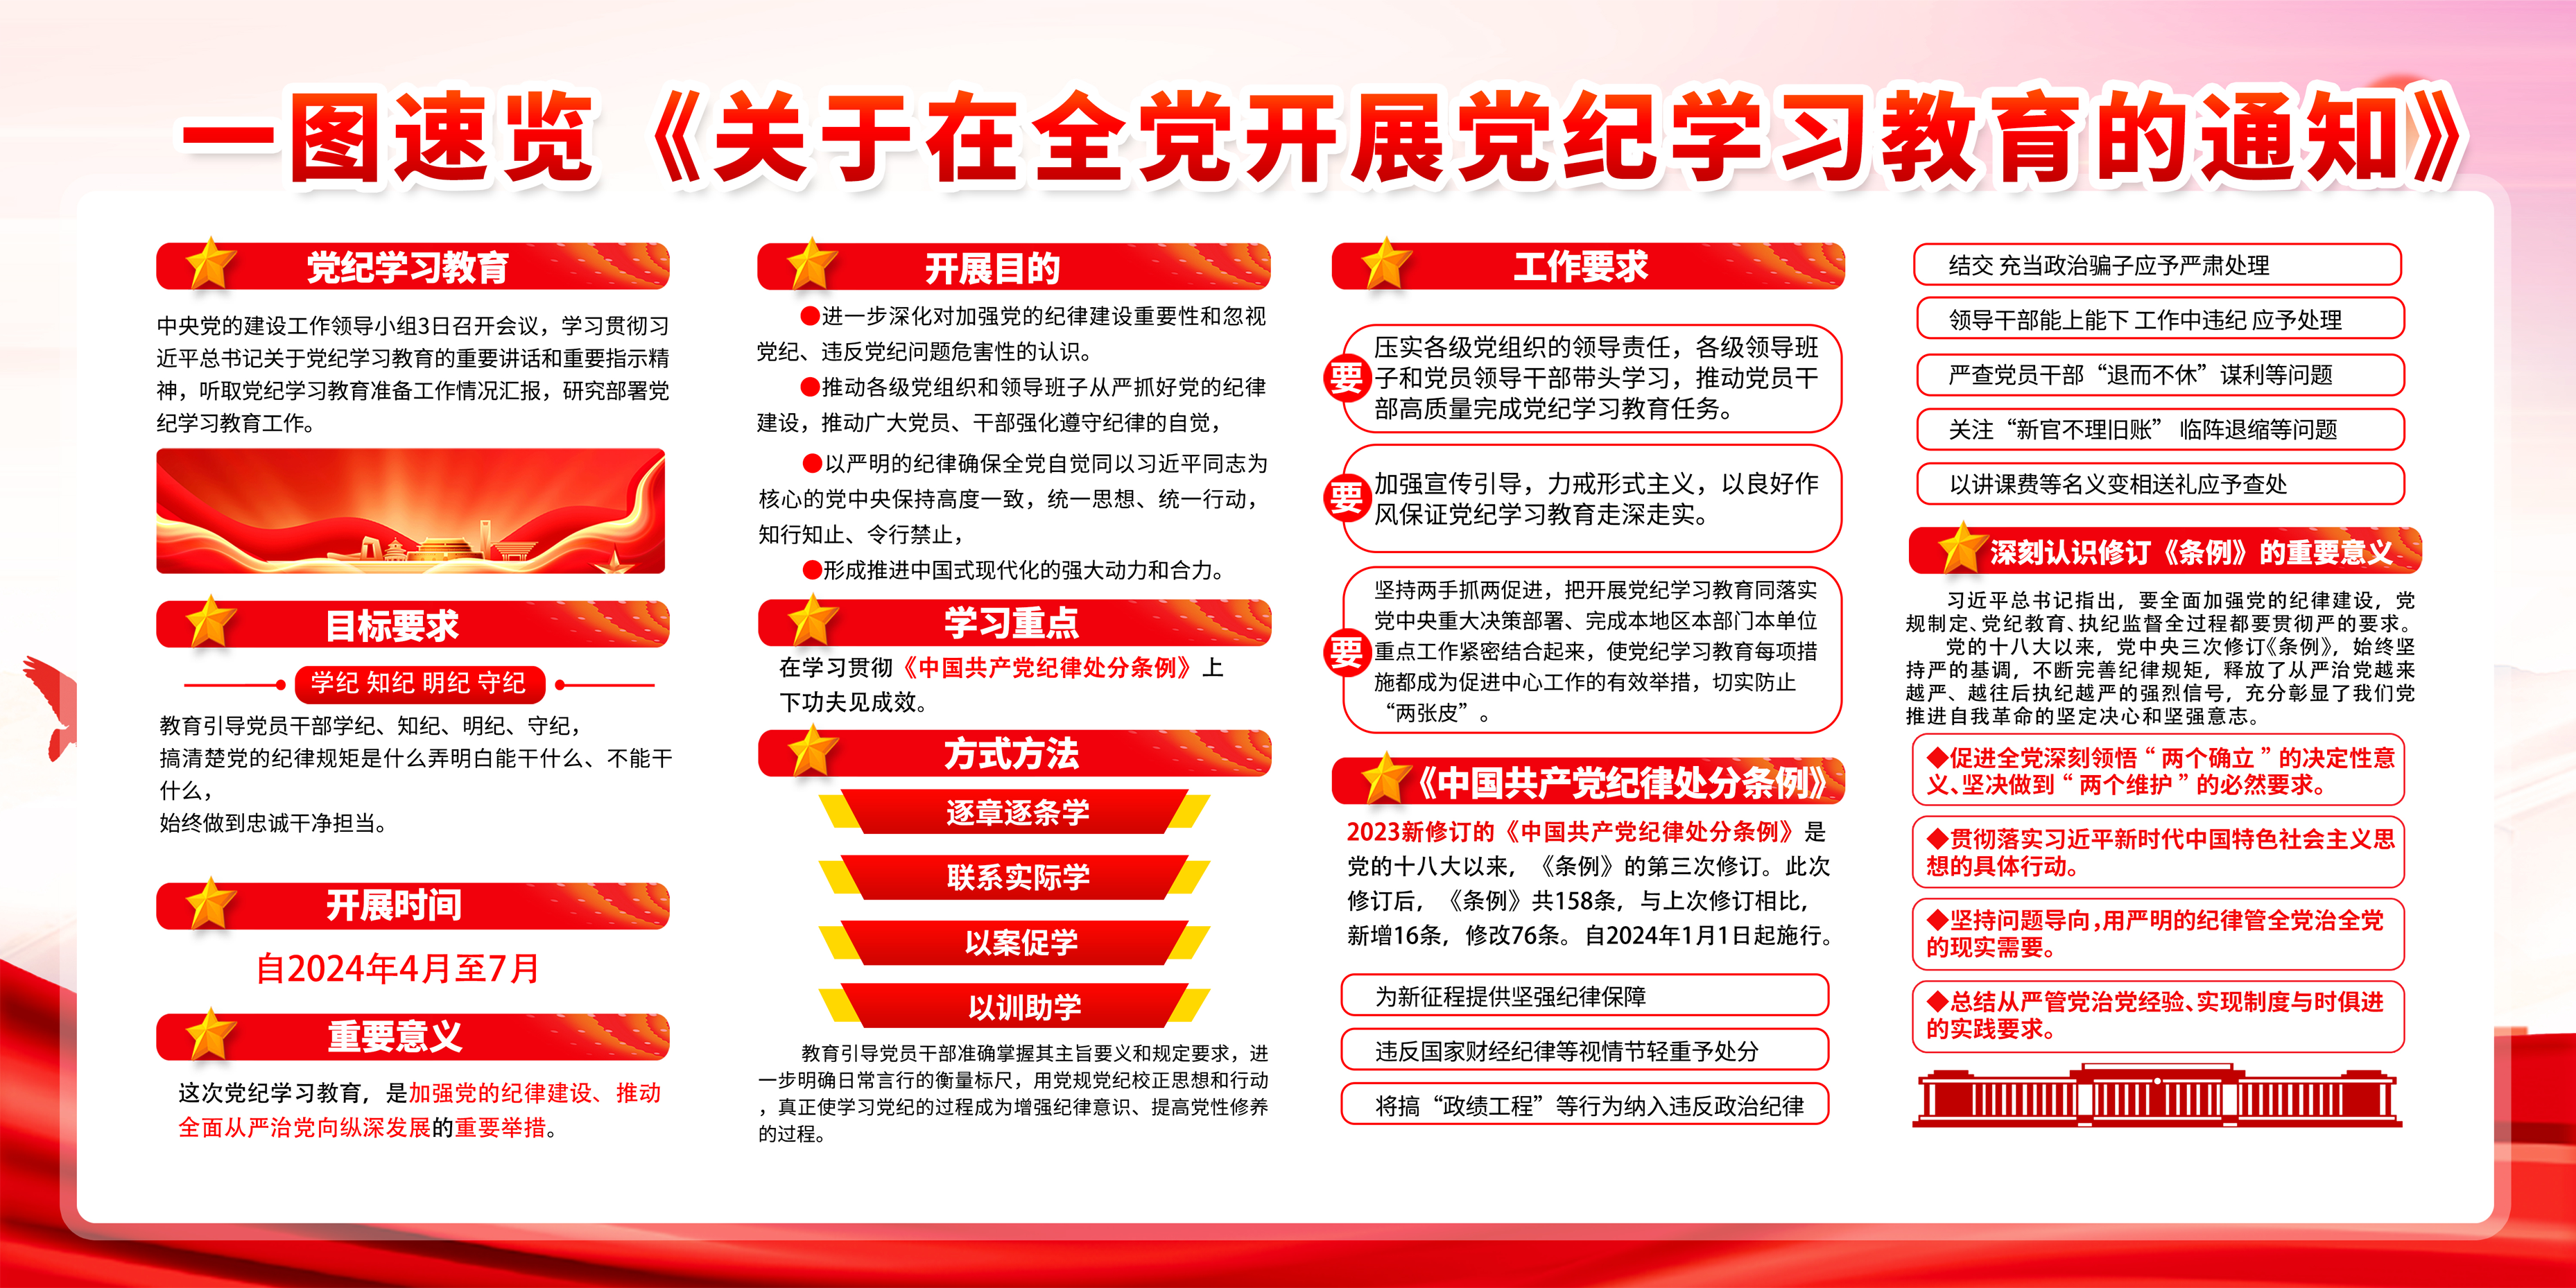 一图速览《关于在全党开展党纪学习教育的通知》
党纪学习教育
中央党的建设工作领导小组3日召开会议，学习贯彻习
近平总书记关于党纪学习教育的重要讲话和重要指示精
神，听取党纪学习教育准备工作情况汇报，研究部署党
纪学习教育工作。
目标要求
学纪 知纪 明纪 守纪
教育引导党员干部学纪、知纪、明纪、守纪，
搞清楚党的纪律规矩是什么弄明白能干什么、不能干
什么，
始终做到忠诚干净担当。
开展时间
自2024年4月至7月
重要意义
这次党纪学习教育，是加强党的纪律建设、推动
全面从严治党向纵深发展的重要举措。
开展目的
●进一步深化对加强党的纪律建设重要性和忽视
党纪、违反党纪问题危害性的认识。
●推动各级党组织和领导班子从严抓好党的纪律
建设，推动广大党员、干部强化遵守纪律的自觉，
●以严明的纪律确保全党自觉同以习近平同志为
核心的党中央保持高度一致，统一思想、统一行动，
知行知止、令行禁止，
●形成推进中国式现代化的强大动力和合力。
学习重点
在学习贯彻《中国共产党纪律处分条例》上
下功夫见成效。
方式方法
逐章逐条学
联系实际学
以案促学
以训助学
教育引导党员干部准确掌握其主旨要义和规定要求，进
一步明确日常言行的衡量标尺，用党规党纪校正思想和行动
，真正使学习党纪的过程成为增强纪律意识、提高党性修养
的过程。
工作要求
要
压实各级党组织的领导责任，各级领导班
子和党员领导干部带头学习，推动党员干
部高质量完成党纪学习教育任务。
要
加强宣传引导，力戒形式主义，以良好作
风保证党纪学习教育走深走实。
要
坚持两手抓两促进，把开展党纪学习教育同落实
党中央重大决策部署、完成本地区本部门本单位
重点工作紧密结合起来，使党纪学习教育每项措
施都成为促进中心工作的有效举措，切实防止
“两张皮”。
《中国共产党纪律处分条例》
2023新修订的《中国共产党纪律处分条例》是
党的十八大以来，《条例》的第三次修订。此次
修订后，《条例》共158条，与上次修订相比，
新增16条，修改76条。自2024年1月1日起施行。
为新征程提供坚强纪律保障
违反国家财经纪律等视情节轻重予处分
将搞“政绩工程”等行为纳入违反政治纪律
结交 充当政治骗子应予严肃处理
领导干部能上能下 工作中违纪 应予处理
严查党员干部“退而不休”谋利等问题
关注“新官不理旧账” 临阵退缩等问题
以讲课费等名义变相送礼应予查处
深刻认识修订《条例》的重要意义
习近平总书记指出，要全面加强党的纪律建设，党
规制定、党纪教育、执纪监督全过程都要贯彻严的要求。
党的十八大以来，党中央三次修订《条例》，始终坚
持严的基调，不断完善纪律规矩，释放了从严治党越来
越严、越往后执纪越严的强烈信号，充分彰显了我们党
推进自我革命的坚定决心和坚强意志。
◆促进全党深刻领悟“两个确立”的决定性意
义、坚决做到“两个维护”的必然要求。
◆贯彻落实习近平新时代中国特色社会主义思
想的具体行动。
◆坚持问题导向，用严明的纪律管全党治全党
的现实需要。
◆总结从严管党治党经验、实现制度与时俱进
的实践要求。